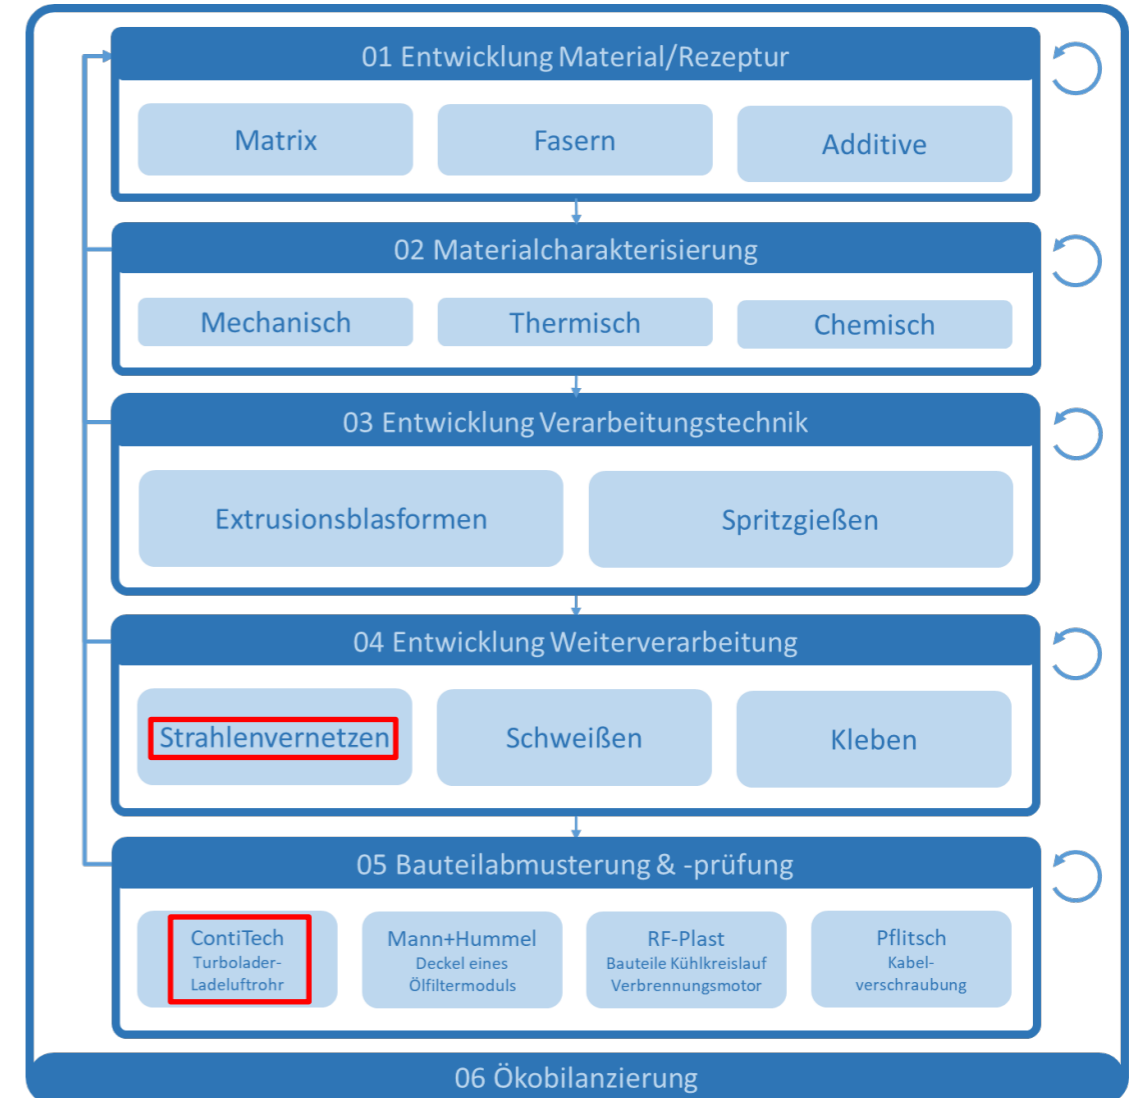 01 Entwicklung Material/Rezeptur
Matrix
Fasern
Additive
02 Materialcharakterisierung
Mechanisch
Thermisch
Chemisch
03 Entwicklung Verarbeitungstechnik
Extrusionsblasformen
Spritzgießen
04 Entwicklung Weiterverarbeitung
Strahlenvernetzen
Schweißen
Kleben
05 Bauteilabmusterung & -prüfung
ContiTech
Turbolader-
Ladeluftrohr
Mann+Hummel
Deckel eines
Ölfiltermoduls
RF-Plast
Bauteile Kühlkreislauf
Verbrennungsmotor
Pflitsch
Kabel-
verschraubung
06 Ökobilanzierung